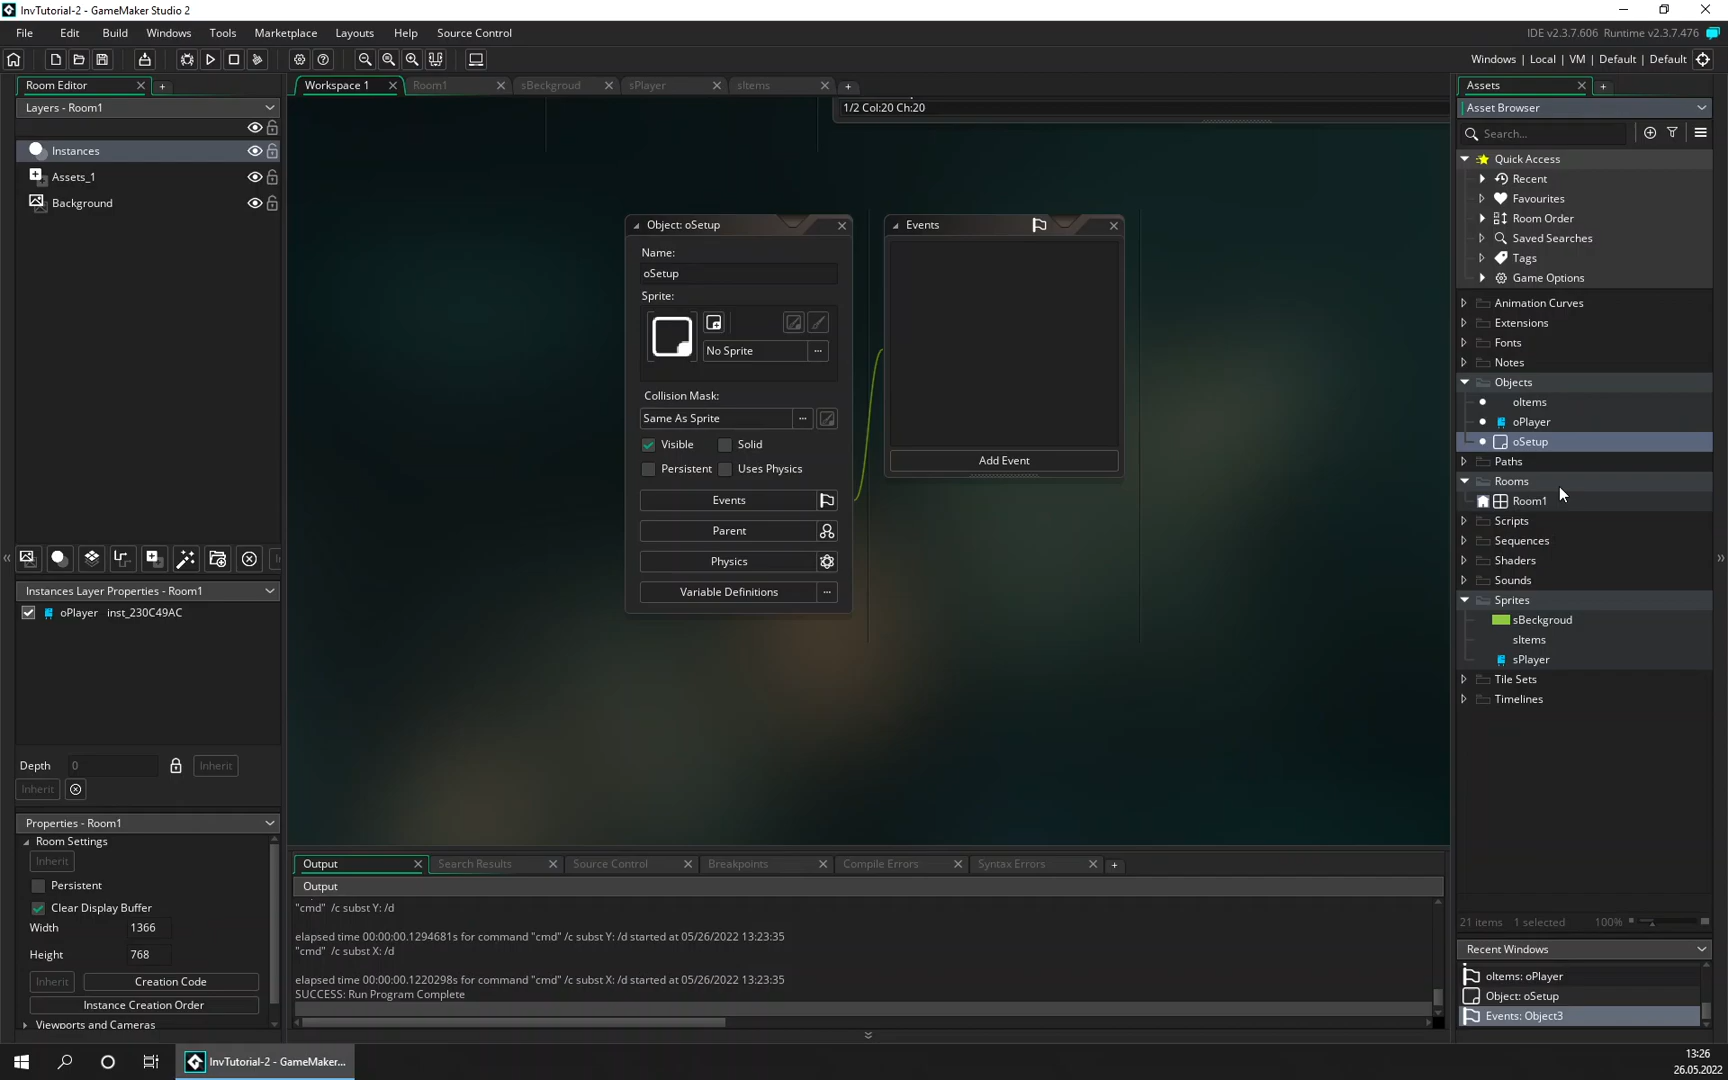 InvTutorial-2 - GameMaker Studio 2
File Edit Build Windows Tools Marketplace Layouts Help Source Control
IDE v2.3.7.606 Runtime v2.3.7.476
Windows | Local | VM | Default | Default
Room Editor
Layers - Room1
Instances
Assets_1
Background
Instances Layer Properties - Room1
oPlayer inst_230C49AC
Depth 0 Inherit
Inherit
Properties - Room1
Room Settings
Inherit
Persistent
Clear Display Buffer
Width 1366
Height 768
Inherit Creation Code
Instance Creation Order
Viewports and Cameras
Workspace 1 Room1 sBeckgroud sPlayer sItems
1/2 Col:20 Ch:20
Object: oSetup
Name:
oSetup
Sprite:
No Sprite
Collision Mask:
Same As Sprite
Visible Solid
Persistent Uses Physics
Events
Parent
Physics
Variable Definitions
Events
Add Event
Output Search Results Source Control Breakpoints Compile Errors Syntax Errors
Output
"cmd" /c subst Y: /d
elapsed time 00:00:00.1294681s for command "cmd" /c subst Y: /d started at 05/26/2022 13:23:35
"cmd" /c subst X: /d
elapsed time 00:00:00.1220298s for command "cmd" /c subst X: /d started at 05/26/2022 13:23:35
SUCCESS: Run Program Complete
Assets
Asset Browser
Search...
Quick Access
Recent
Favourites
Room Order
Saved Searches
Tags
Game Options
Animation Curves
Extensions
Fonts
Notes
Objects
oItems
oPlayer
oSetup
Paths
Rooms
Room1
Scripts
Sequences
Shaders
Sounds
Sprites
sBeckgroud
sItems
sPlayer
Tile Sets
Timelines
21 items 1 selected 100%
Recent Windows
oItems: oPlayer
Object: oSetup
Events: Object3
InvTutorial-2 - GameMaker...
13:26
26.05.2022